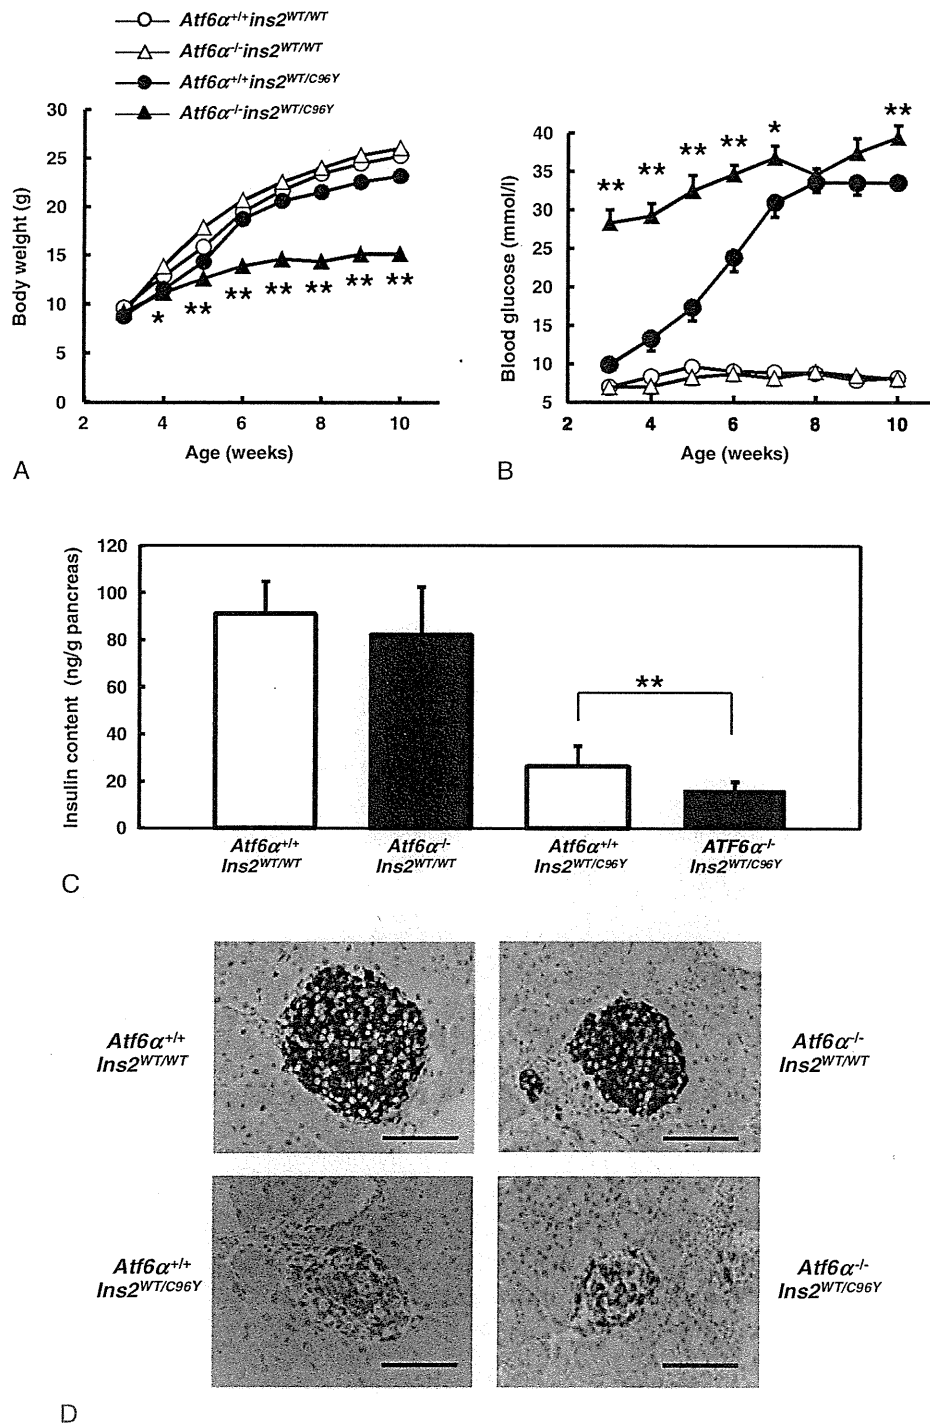 Atf6α+/+ins2WT/WT
Atf6α-/-ins2WT/WT
Atf6α+/+ins2WT/C96Y
Atf6α-/-ins2WT/C96Y
Body weight (g)
30
25
20
15
10
5
0
*
**
**
**
**
**
**
2
4
6
8
10
Age (weeks)
A
Blood glucose (mmol/l)
40
35
30
25
20
15
10
5
**
**
**
**
*
**
2
4
6
8
10
Age (weeks)
B
Insulin content (ng/g pancreas)
120
100
80
60
40
20
0
**
Atf6α+/+
Ins2WT/WT
Atf6α-/-
Ins2WT/WT
Atf6α+/+
Ins2WT/C96Y
ATF6α-/-
Ins2WT/C96Y
C
Atf6α+/+
Ins2WT/WT
Atf6α-/-
Ins2WT/WT
Atf6α+/+
Ins2WT/C96Y
Atf6α-/-
Ins2WT/C96Y
D